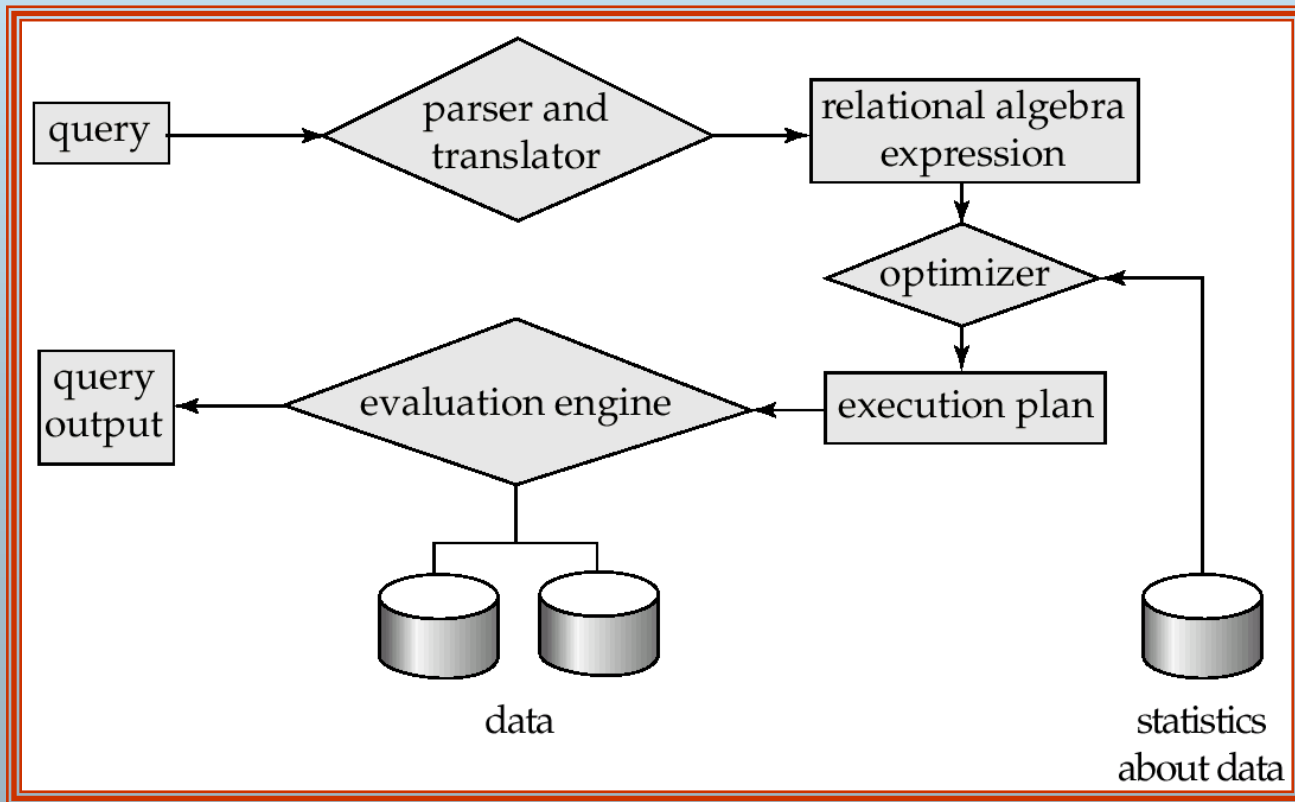 query
parser and
translator
relational algebra
expression
optimizer
query
output
evaluation engine
execution plan
data
statistics
about data